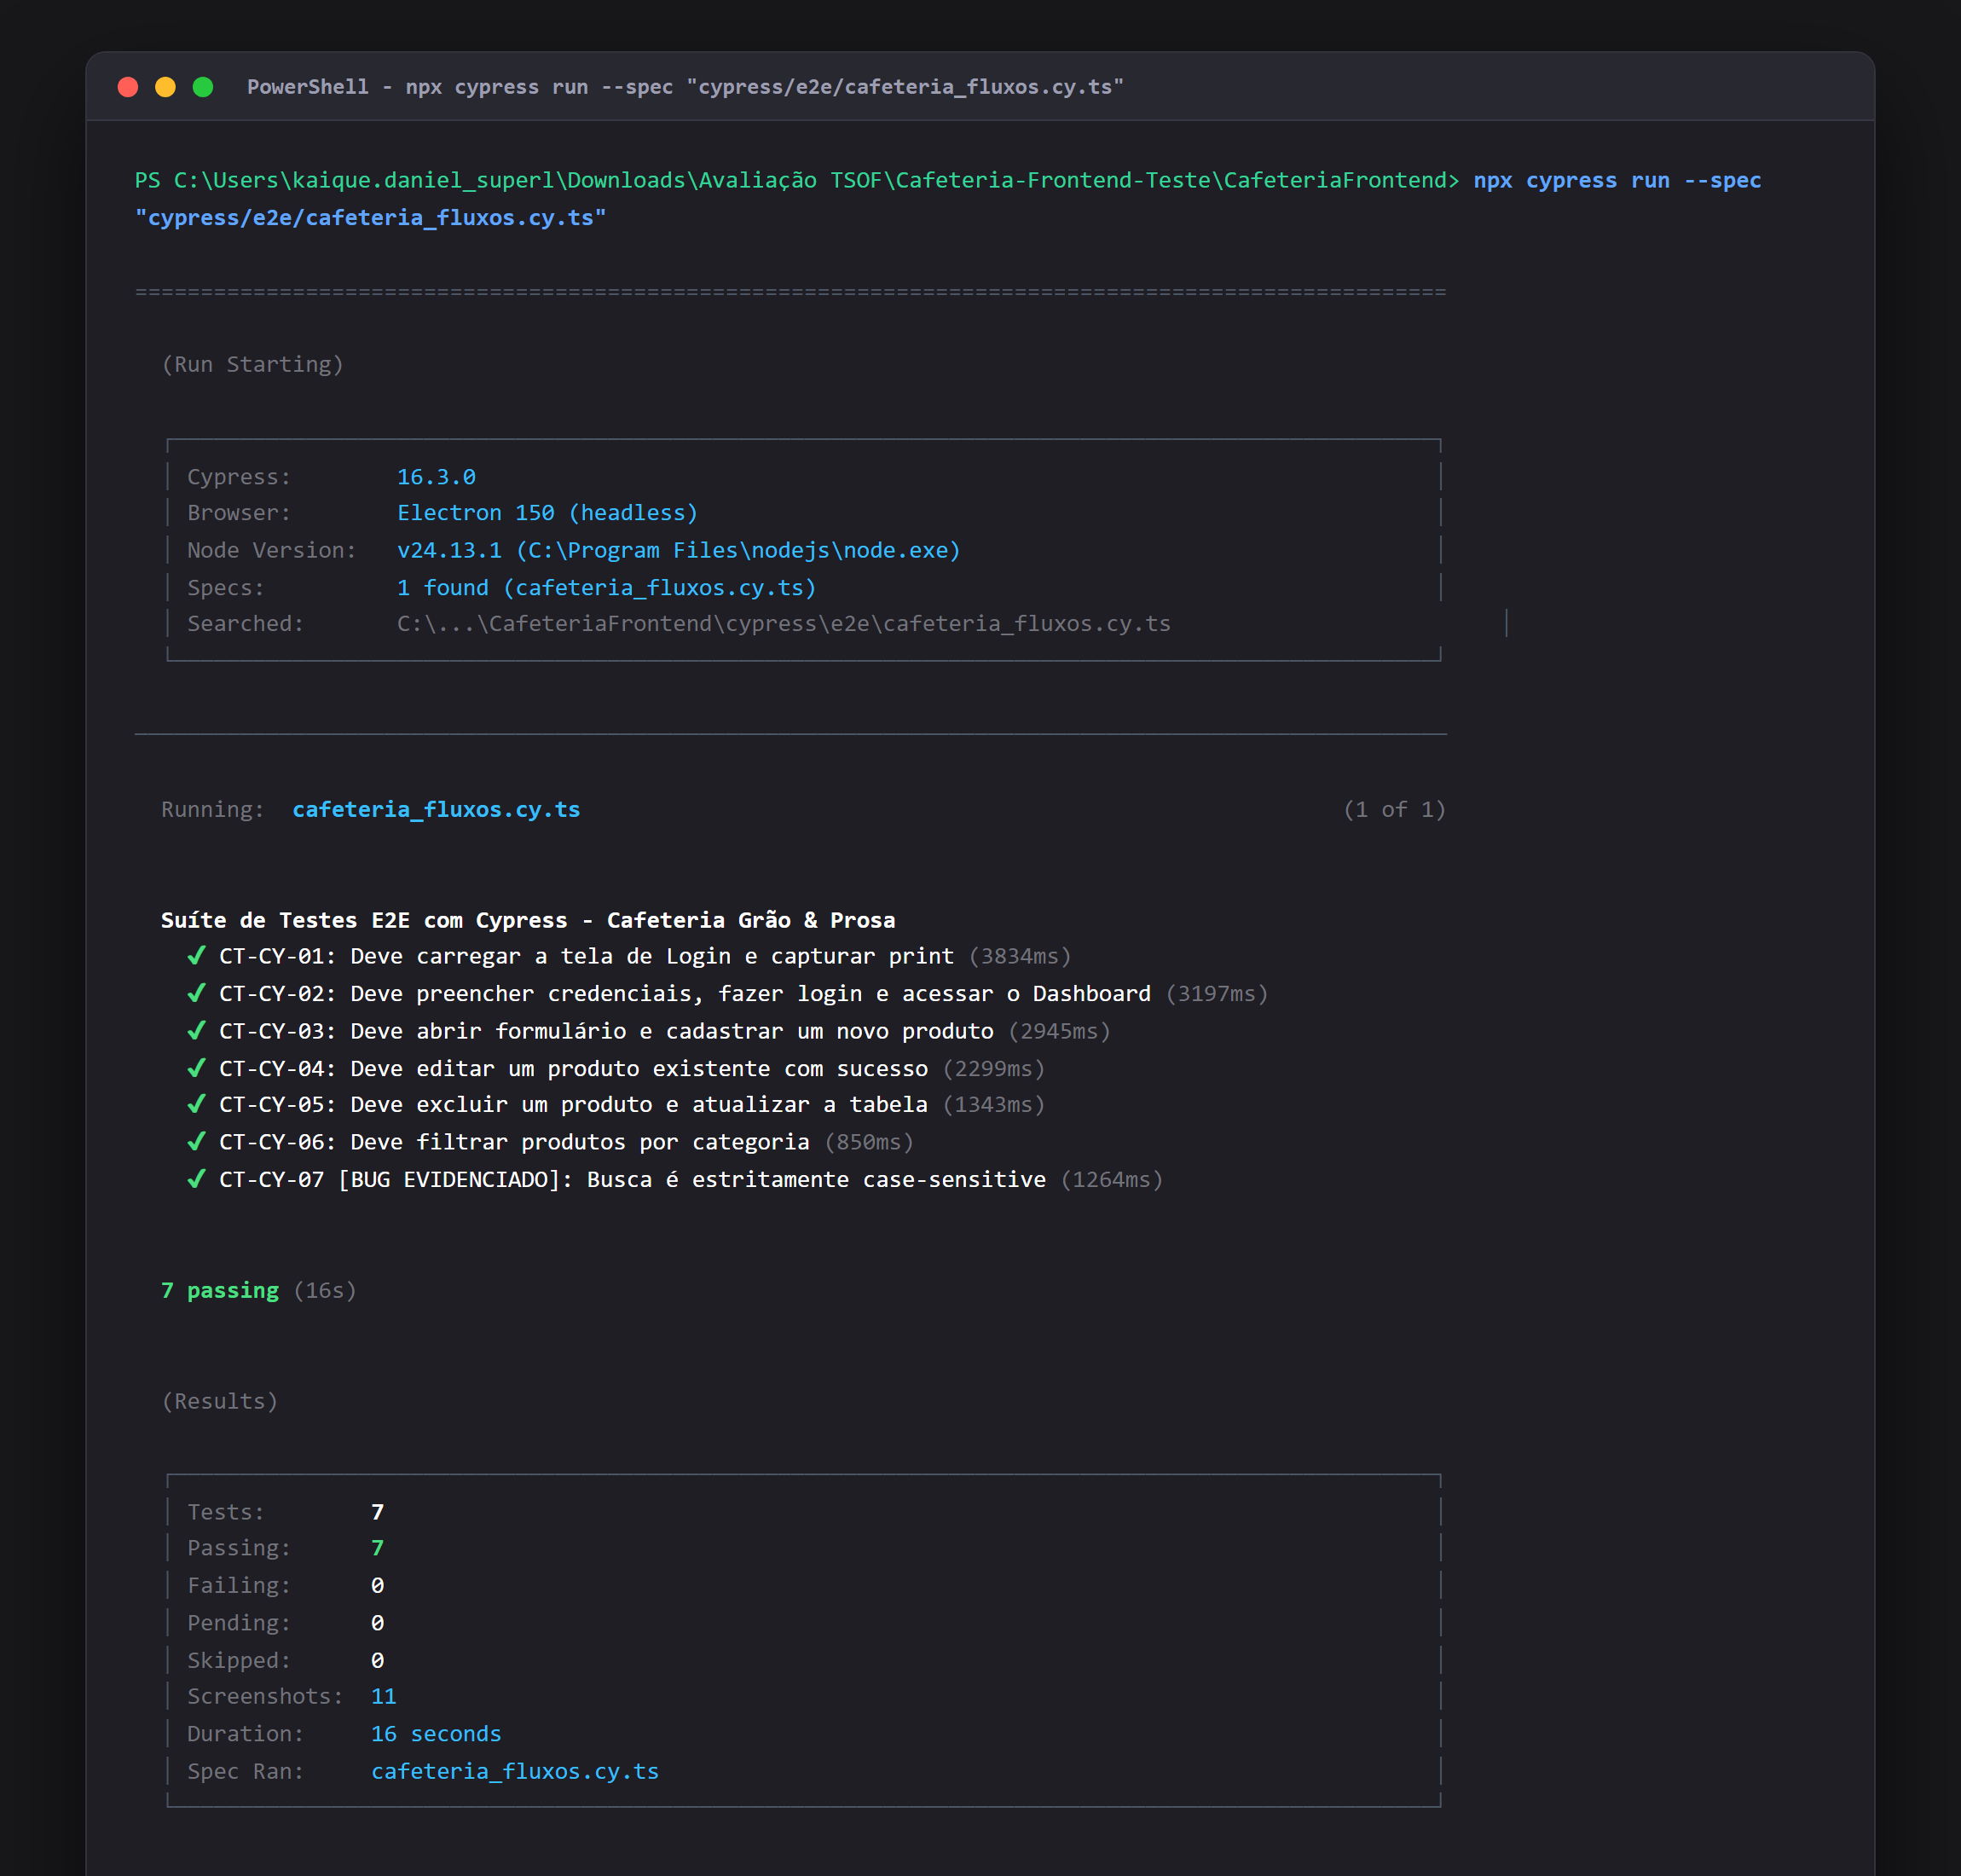 PowerShell - npx cypress run --spec "cypress/e2e/cafeteria_fluxos.cy.ts"
PS C:\Users\kaique.daniel_superl\Downloads\Avaliação TSOF\Cafeteria-Frontend-Teste\CafeteriaFrontend> npx cypress run --spec
"cypress/e2e/cafeteria_fluxos.cy.ts"
====================================================================================================
(Run Starting)
Cypress: 16.3.0
Browser: Electron 150 (headless)
Node Version: v24.13.1 (C:\Program Files\nodejs\node.exe)
Specs: 1 found (cafeteria_fluxos.cy.ts)
Searched: C:\...\CafeteriaFrontend\cypress\e2e\cafeteria_fluxos.cy.ts
Running: cafeteria_fluxos.cy.ts (1 of 1)
Suíte de Testes E2E com Cypress - Cafeteria Grão & Prosa
✔ CT-CY-01: Deve carregar a tela de Login e capturar print (3834ms)
✔ CT-CY-02: Deve preencher credenciais, fazer login e acessar o Dashboard (3197ms)
✔ CT-CY-03: Deve abrir formulário e cadastrar um novo produto (2945ms)
✔ CT-CY-04: Deve editar um produto existente com sucesso (2299ms)
✔ CT-CY-05: Deve excluir um produto e atualizar a tabela (1343ms)
✔ CT-CY-06: Deve filtrar produtos por categoria (850ms)
✔ CT-CY-07 [BUG EVIDENCIADO]: Busca é estritamente case-sensitive (1264ms)
7 passing (16s)
(Results)
Tests: 7
Passing: 7
Failing: 0
Pending: 0
Skipped: 0
Screenshots: 11
Duration: 16 seconds
Spec Ran: cafeteria_fluxos.cy.ts